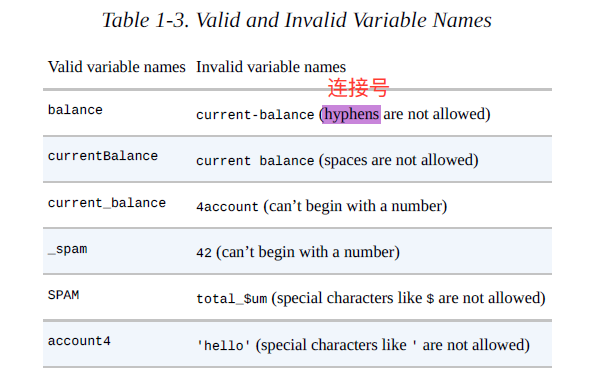 Table 1-3. Valid and Invalid Variable Names
Valid variable names Invalid variable names
连接号
balance current-balance (hyphens are not allowed)
currentBalance current balance (spaces are not allowed)
current_balance 4account (can’t begin with a number)
_spam 42 (can’t begin with a number)
SPAM total_$um (special characters like $ are not allowed)
account4 'hello' (special characters like ' are not allowed)